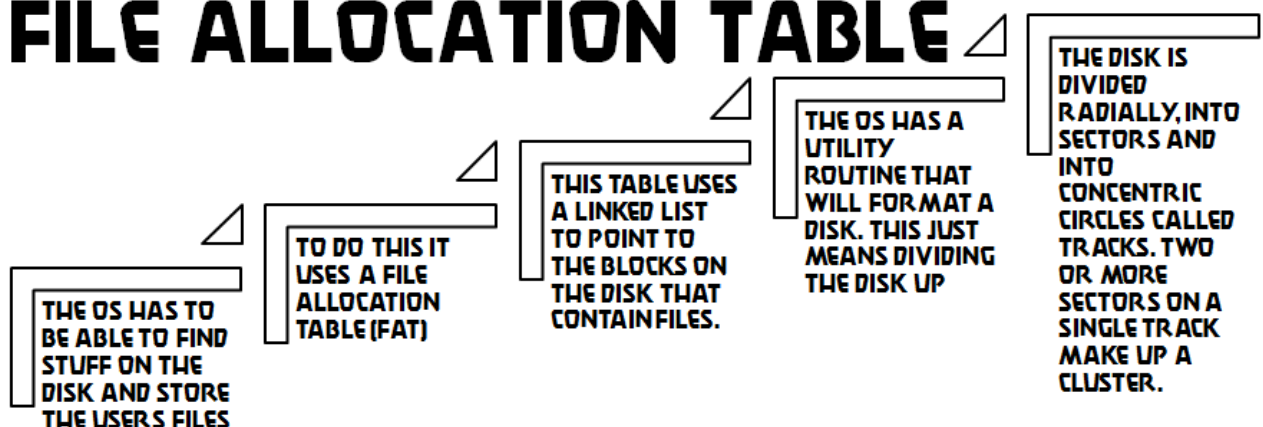 FILE ALLOCATION TABLE
THE OS HAS TO
BE ABLE TO FIND
STUFF ON THE
DISK AND STORE
THE USERS FILES
TO DO THIS IT
USES A FILE
ALLOCATION
TABLE (FAT)
THIS TABLE USES
A LINKED LIST
TO POINT TO
THE BLOCKS ON
THE DISK THAT
CONTAIN FILES.
THE OS HAS A
UTILITY
ROUTINE THAT
WILL FORMAT A
DISK. THIS JUST
MEANS DIVIDING
THE DISK UP
THE DISK IS
DIVIDED
RADIALLY, INTO
SECTORS AND
INTO
CONCENTRIC
CIRCLES CALLED
TRACKS. TWO
OR MORE
SECTORS ON A
SINGLE TRACK
MAKE UP A
CLUSTER.